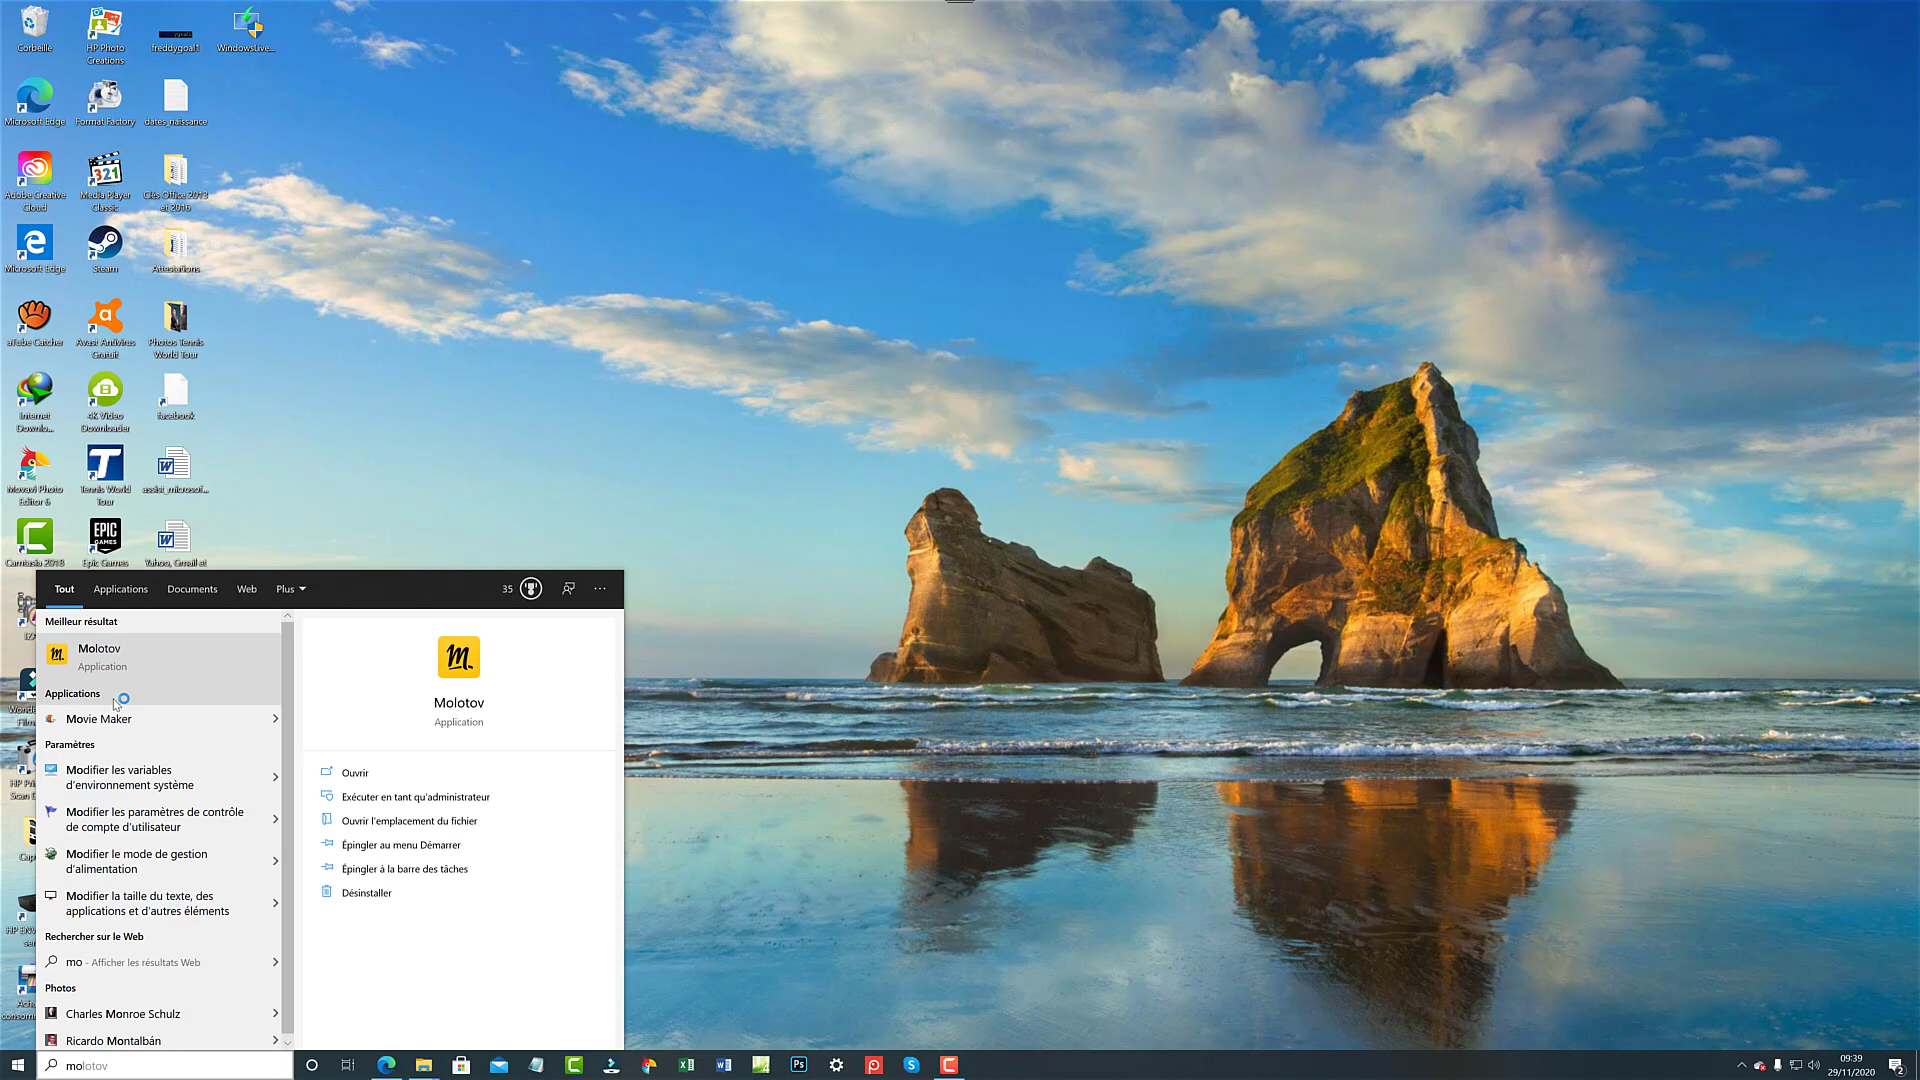 Corbeille
HP Photo
Creations
freddygoal1
WindowsLive...
Microsoft Edge
Format Factory
dates_naissance
Adobe Creative
Cloud
Media Player
Classic
Clés Office 2013
et 2016
Microsoft Edge
Steam
Attestations
aTube Catcher
Avast Antivirus
Gratuit
Photos Tennis
World Tour
Internet
Downlo...
4K Video
Downloader
facebook
Movavi Photo
Editor 6
Tennis World
Tour
assist_microsof...
Camtasia 2018
EPIC
GAMES
Epic Games
Yahoo, Gmail et
Tout
Applications
Documents
Web
Plus
35
Meilleur résultat
Molotov
Application
Applications
Movie Maker
Paramètres
Modifier les variables
d'environnement système
Modifier les paramètres de contrôle
de compte d'utilisateur
Modifier le mode de gestion
d'alimentation
Modifier la taille du texte, des
applications et d'autres éléments
Rechercher sur le Web
mo - Afficher les résultats Web
Photos
Charles Monroe Schulz
Ricardo Montalbán
Molotov
Application
Ouvrir
Exécuter en tant qu'administrateur
Ouvrir l'emplacement du fichier
Épingler au menu Démarrer
Épingler à la barre des tâches
Désinstaller
molotov
09:39
29/11/2020
2